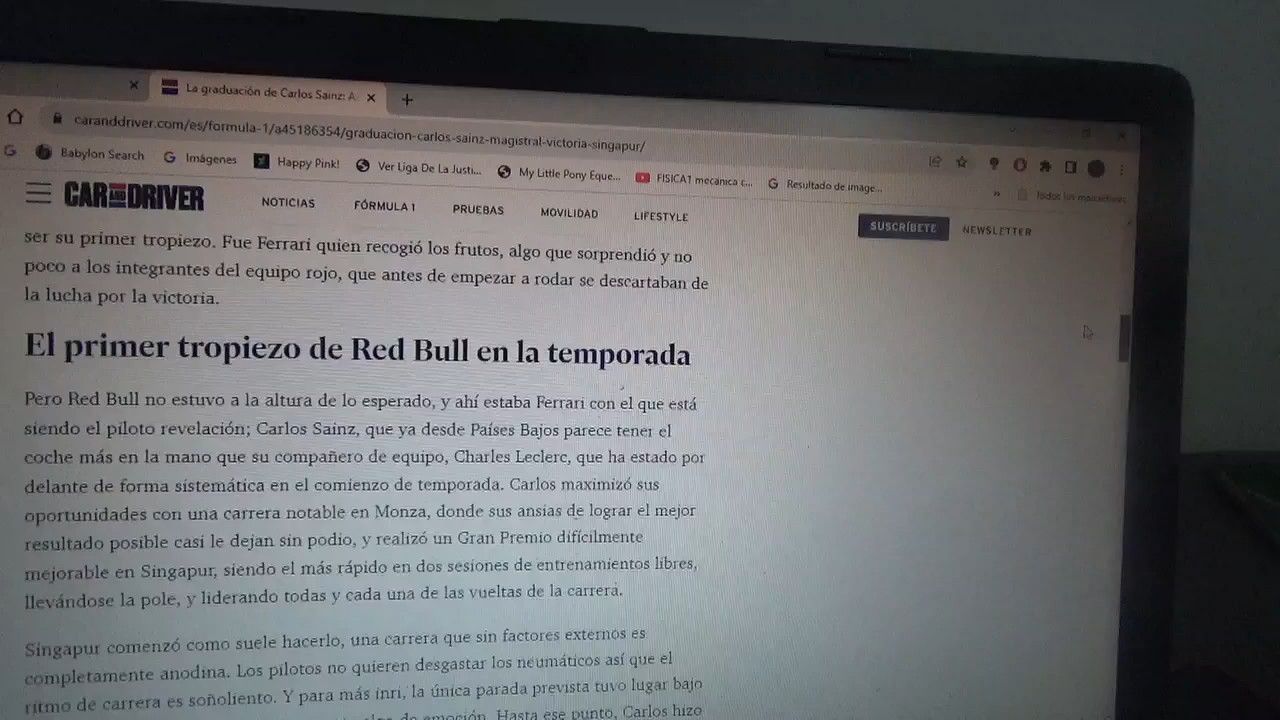 La graduación de Carlos Sainz: A
caranddriver.com/es/formula-1/a45186354/graduacion-carlos-sainz-magistral-victoria-singapur/
Babylon Search Imágenes Happy Pink! Ver Liga De La Justi... My Little Pony Eque... FISICA1 mecanica c... Resultado de image... » Todos los marcadores
CAR AND DRIVER NOTICIAS FÓRMULA 1 PRUEBAS MOVILIDAD LIFESTYLE SUSCRÍBETE NEWSLETTER
ser su primer tropiezo. Fue Ferrari quien recogió los frutos, algo que sorprendió y no
poco a los integrantes del equipo rojo, que antes de empezar a rodar se descartaban de
la lucha por la victoria.
El primer tropiezo de Red Bull en la temporada
Pero Red Bull no estuvo a la altura de lo esperado, y ahí estaba Ferrari con el que está
siendo el piloto revelación; Carlos Sainz, que ya desde Países Bajos parece tener el
coche más en la mano que su compañero de equipo, Charles Leclerc, que ha estado por
delante de forma sistemática en el comienzo de temporada. Carlos maximizó sus
oportunidades con una carrera notable en Monza, donde sus ansias de lograr el mejor
resultado posible casi le dejan sin podio, y realizó un Gran Premio difícilmente
mejorable en Singapur, siendo el más rápido en dos sesiones de entrenamientos libres,
llevándose la pole, y liderando todas y cada una de las vueltas de la carrera.
Singapur comenzó como suele hacerlo, una carrera que sin factores externos es
completamente anodina. Los pilotos no quieren desgastar los neumáticos así que el
ritmo de carrera es soñoliento. Y para más inri, la única parada prevista tuvo lugar bajo
de emoción. Hasta ese punto, Carlos hizo